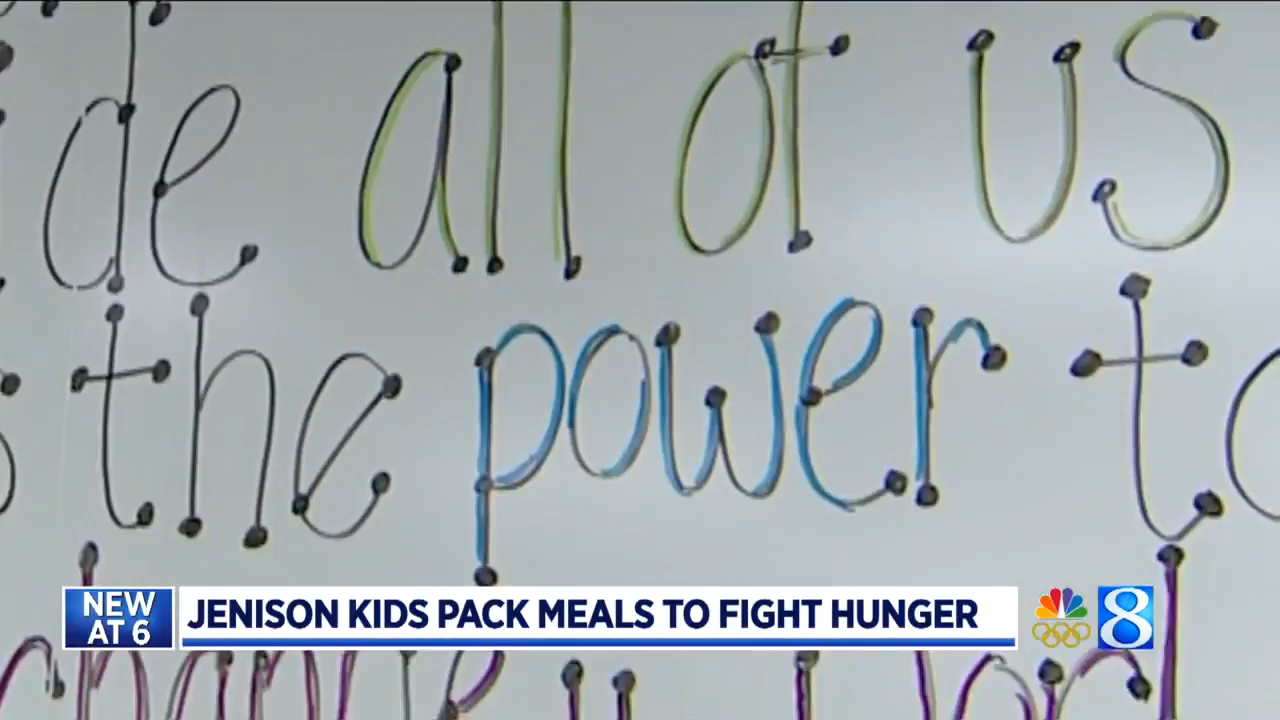 de all of us
the power to
NEW
AT 6
JENISON KIDS PACK MEALS TO FIGHT HUNGER
8